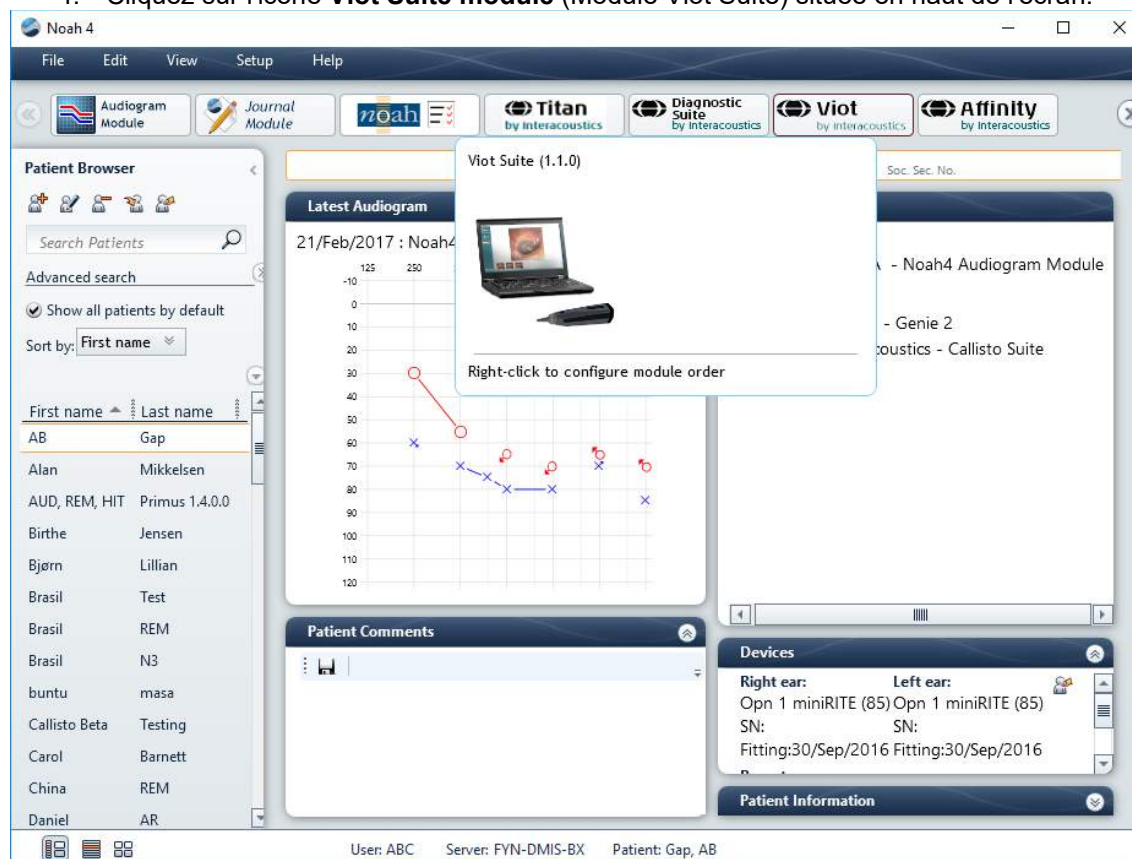 Cliquez sur l'icône Viot Suite module (Module Viot Suite) située en haut de l'écran.
Noah 4
File Edit View Setup Help
Audiogram Module
Journal Module
noah
Titan by Interacoustics
Diagnostic Suite by Interacoustics
Viot by Interacoustics
Affinity by Interacoustics
Patient Browser
Search Patients
Advanced search
Show all patients by default
Sort by: First name
First name Last name
AB Gap
Alan Mikkelsen
AUD, REM, HIT Primus 1.4.0.0
Birthe Jensen
Bjørn Lillian
Brasil Test
Brasil REM
Brasil N3
buntu masa
Callisto Beta Testing
Carol Barnett
China REM
Daniel AR
Soc. Sec. No.
Viot Suite (1.1.0)
Right-click to configure module order
Latest Audiogram
21/Feb/2017 : Noah4
125 250
-10
0
10
20
30
40
50
60
70
80
90
100
110
120
- Noah4 Audiogram Module
- Genie 2
- Callisto Suite
Patient Comments
Devices
Right ear: Left ear:
Opn 1 miniRITE (85) Opn 1 miniRITE (85)
SN: SN:
Fitting:30/Sep/2016 Fitting:30/Sep/2016
Patient Information
User: ABC Server: FYN-DMIS-BX Patient: Gap, AB